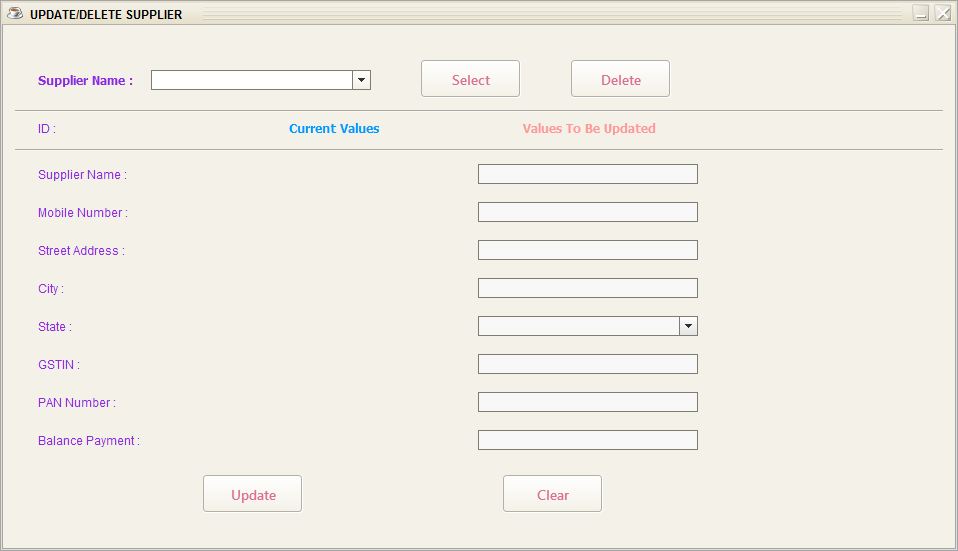 UPDATE/DELETE SUPPLIER
Supplier Name : Select Delete
ID : Current Values Values To Be Updated
Supplier Name :
Mobile Number :
Street Address :
City :
State :
GSTIN :
PAN Number :
Balance Payment :
Update Clear